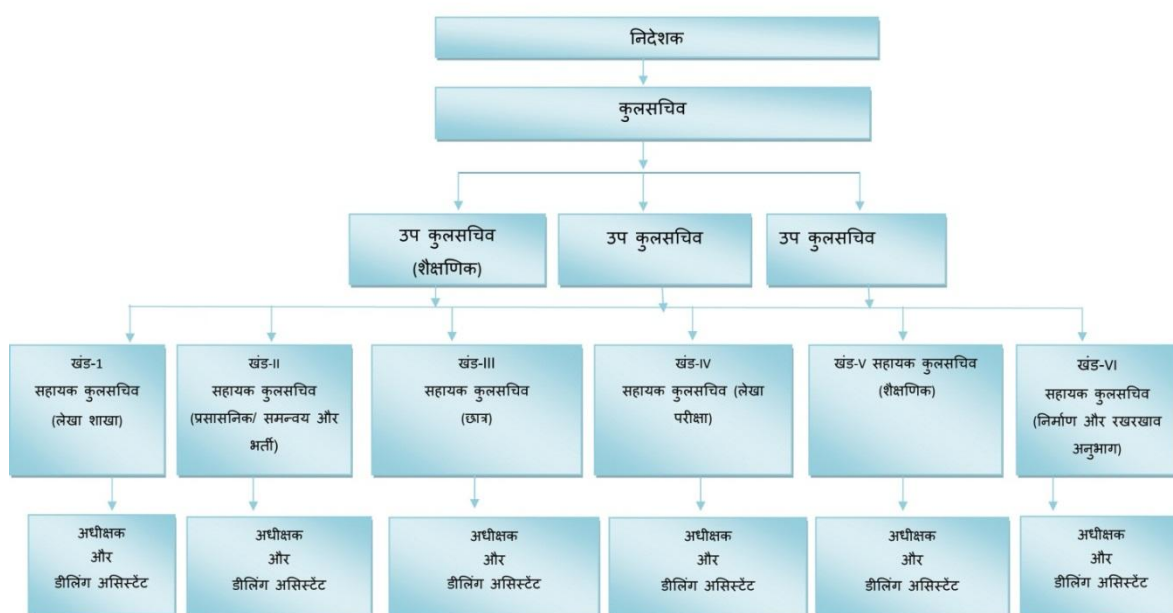 निदेशक
कुलसचिव
उप कुलसचिव
(शैक्षणिक)
उप कुलसचिव
उप कुलसचिव
खंड-1
सहायक कुलसचिव
(लेखा शाखा)
खंड-II
सहायक कुलसचिव
(प्रसासनिक/ समन्वय और
भर्ती)
खंड-III
सहायक कुलसचिव
(छात्र)
खंड-IV
सहायक कुलसचिव (लेखा
परीक्षा)
खंड-V सहायक कुलसचिव
(शैक्षणिक)
खंड-VI
सहायक कुलसचिव
(निर्माण और रखरखाव
अनुभाग)
अधीक्षक
और
डीलिंग असिस्टेंट
अधीक्षक
और
डीलिंग असिस्टेंट
अधीक्षक
और
डीलिंग असिस्टेंट
अधीक्षक
और
डीलिंग असिस्टेंट
अधीक्षक
और
डीलिंग असिस्टेंट
अधीक्षक
और
डीलिंग असिस्टेंट